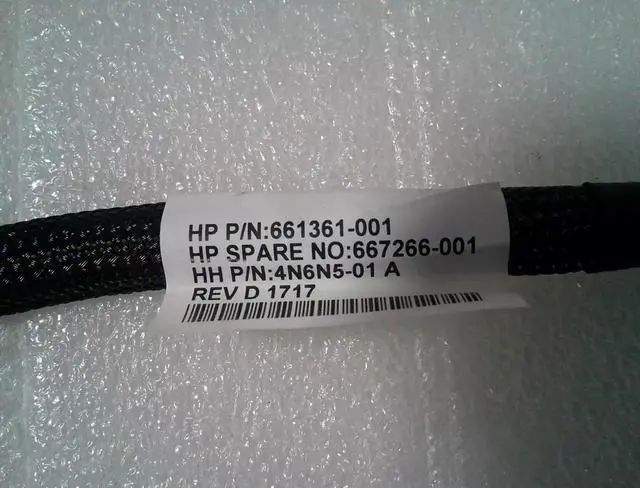 HP P/N:661361-001
HP SPARE NO:667266-001
HH P/N:4N6N5-01 A
REV D 1717